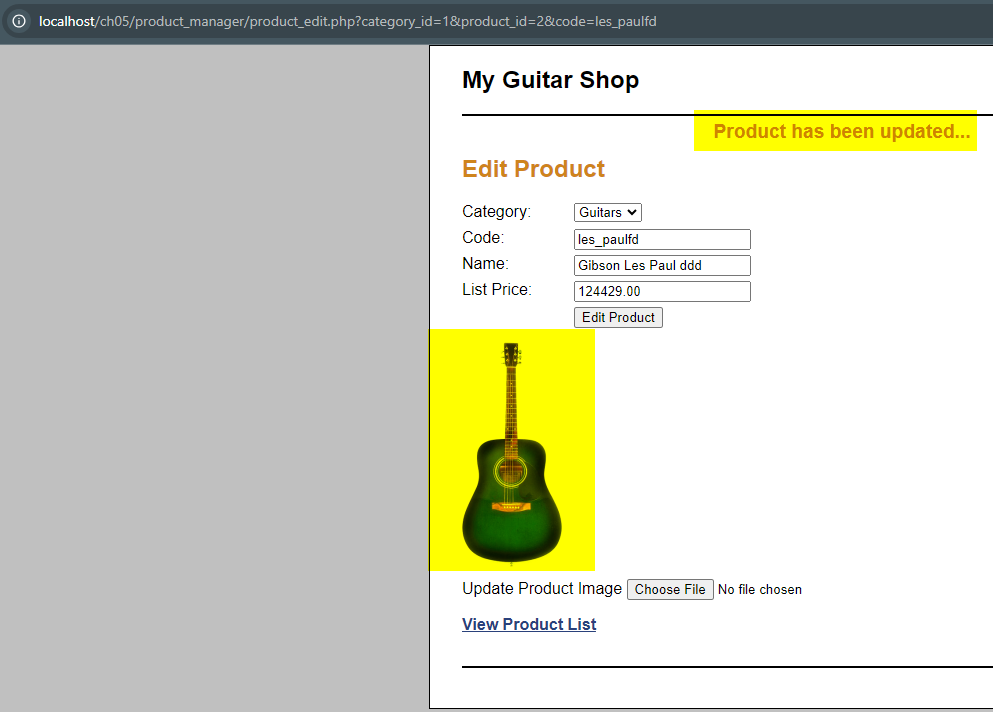 localhost/ch05/product_manager/product_edit.php?category_id=1&product_id=2&code=les_paulfd
My Guitar Shop
Product has been updated...
Edit Product
Category: Guitars
Code: les_paulfd
Name: Gibson Les Paul ddd
List Price: 124429.00
Edit Product
Update Product Image Choose File No file chosen
View Product List